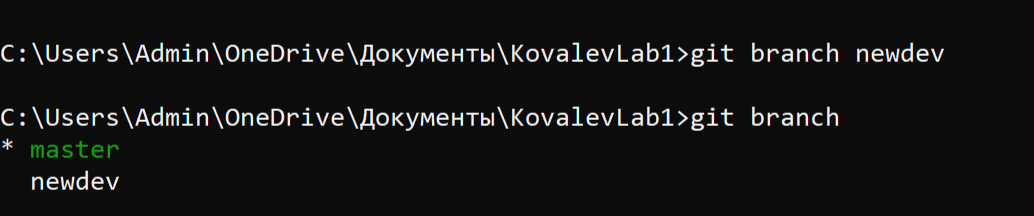 C:\Users\Admin\OneDrive\Документы\KovalevLab1>git branch newdev
C:\Users\Admin\OneDrive\Документы\KovalevLab1>git branch
* master
newdev